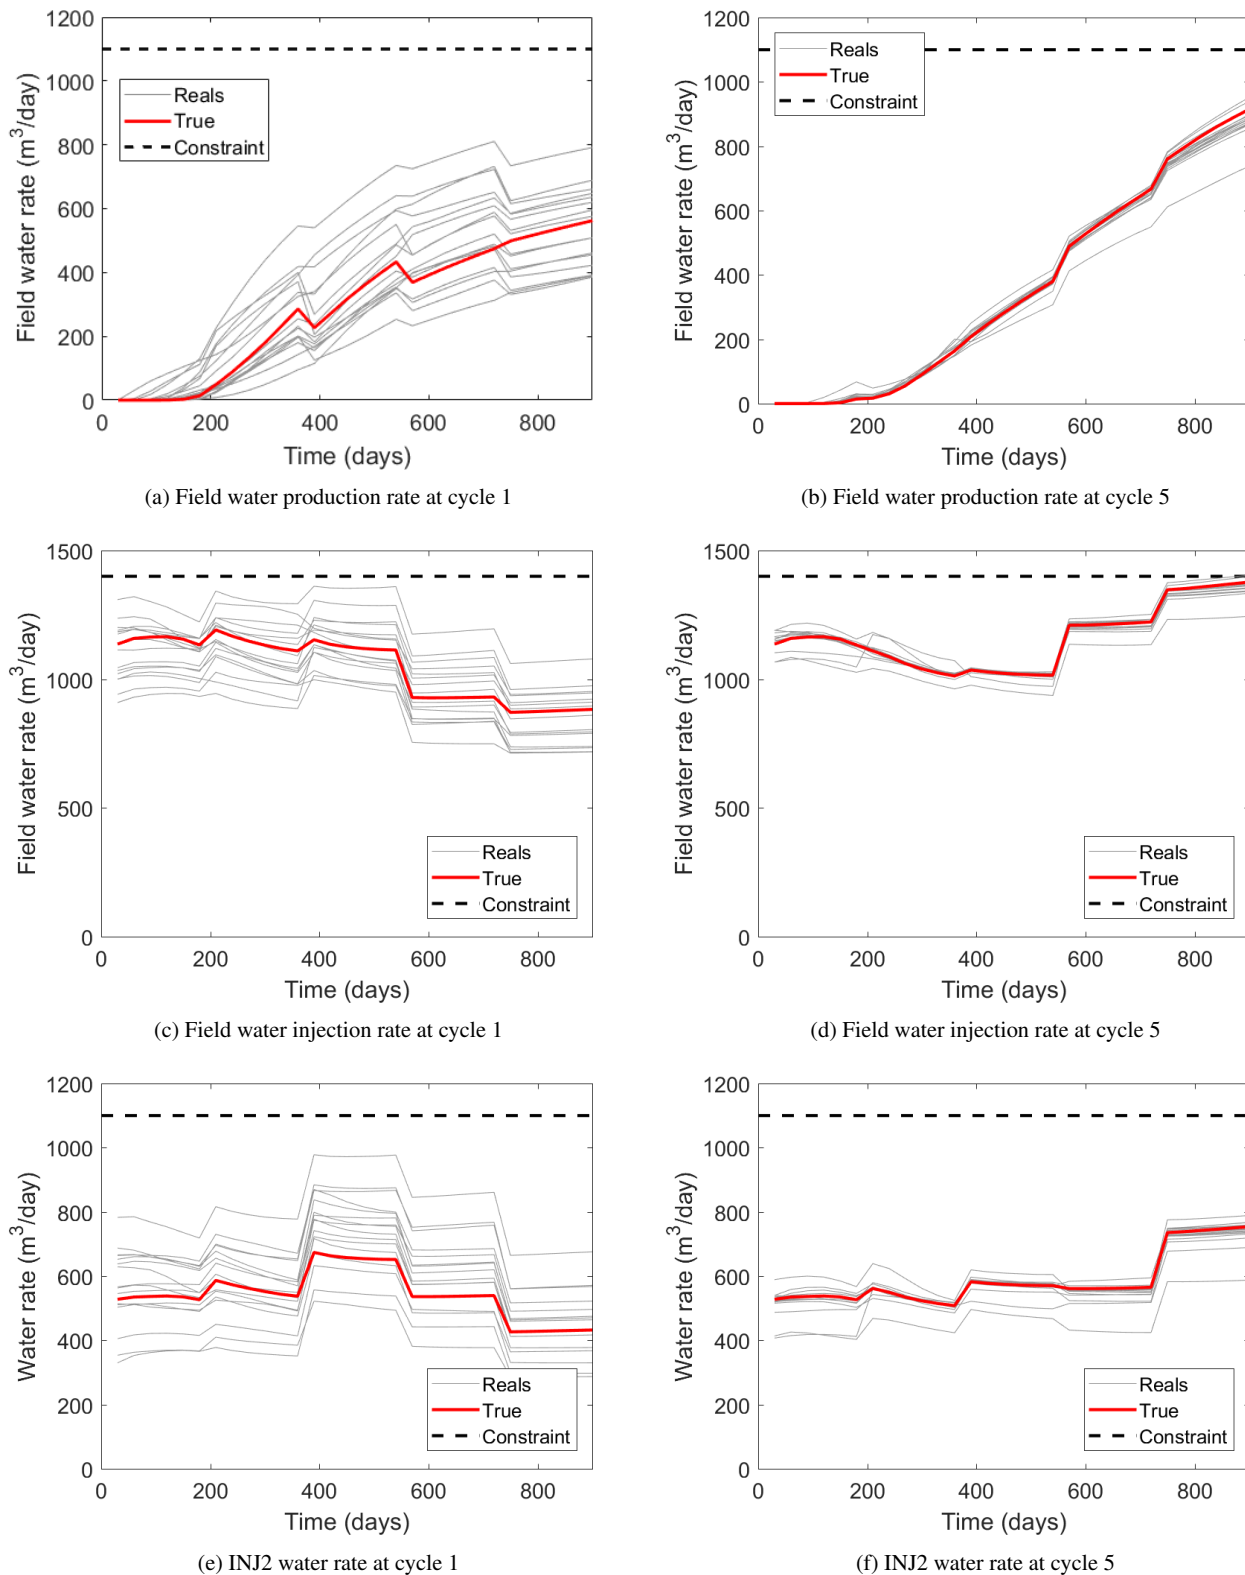 1200
1000
800
600
400
200
0
Field water rate (m³/day)
Reals
True
Constraint
0 200 400 600 800
Time (days)
(a) Field water production rate at cycle 1
1200
1000
800
600
400
200
0
Field water rate (m³/day)
Reals
True
Constraint
0 200 400 600 800
Time (days)
(b) Field water production rate at cycle 5
1500
1000
500
0
Field water rate (m³/day)
Reals
True
Constraint
0 200 400 600 800
Time (days)
(c) Field water injection rate at cycle 1
1500
1000
500
0
Field water rate (m³/day)
Reals
True
Constraint
0 200 400 600 800
Time (days)
(d) Field water injection rate at cycle 5
1200
1000
800
600
400
200
0
Water rate (m³/day)
Reals
True
Constraint
0 200 400 600 800
Time (days)
(e) INJ2 water rate at cycle 1
1200
1000
800
600
400
200
0
Water rate (m³/day)
Reals
True
Constraint
0 200 400 600 800
Time (days)
(f) INJ2 water rate at cycle 5